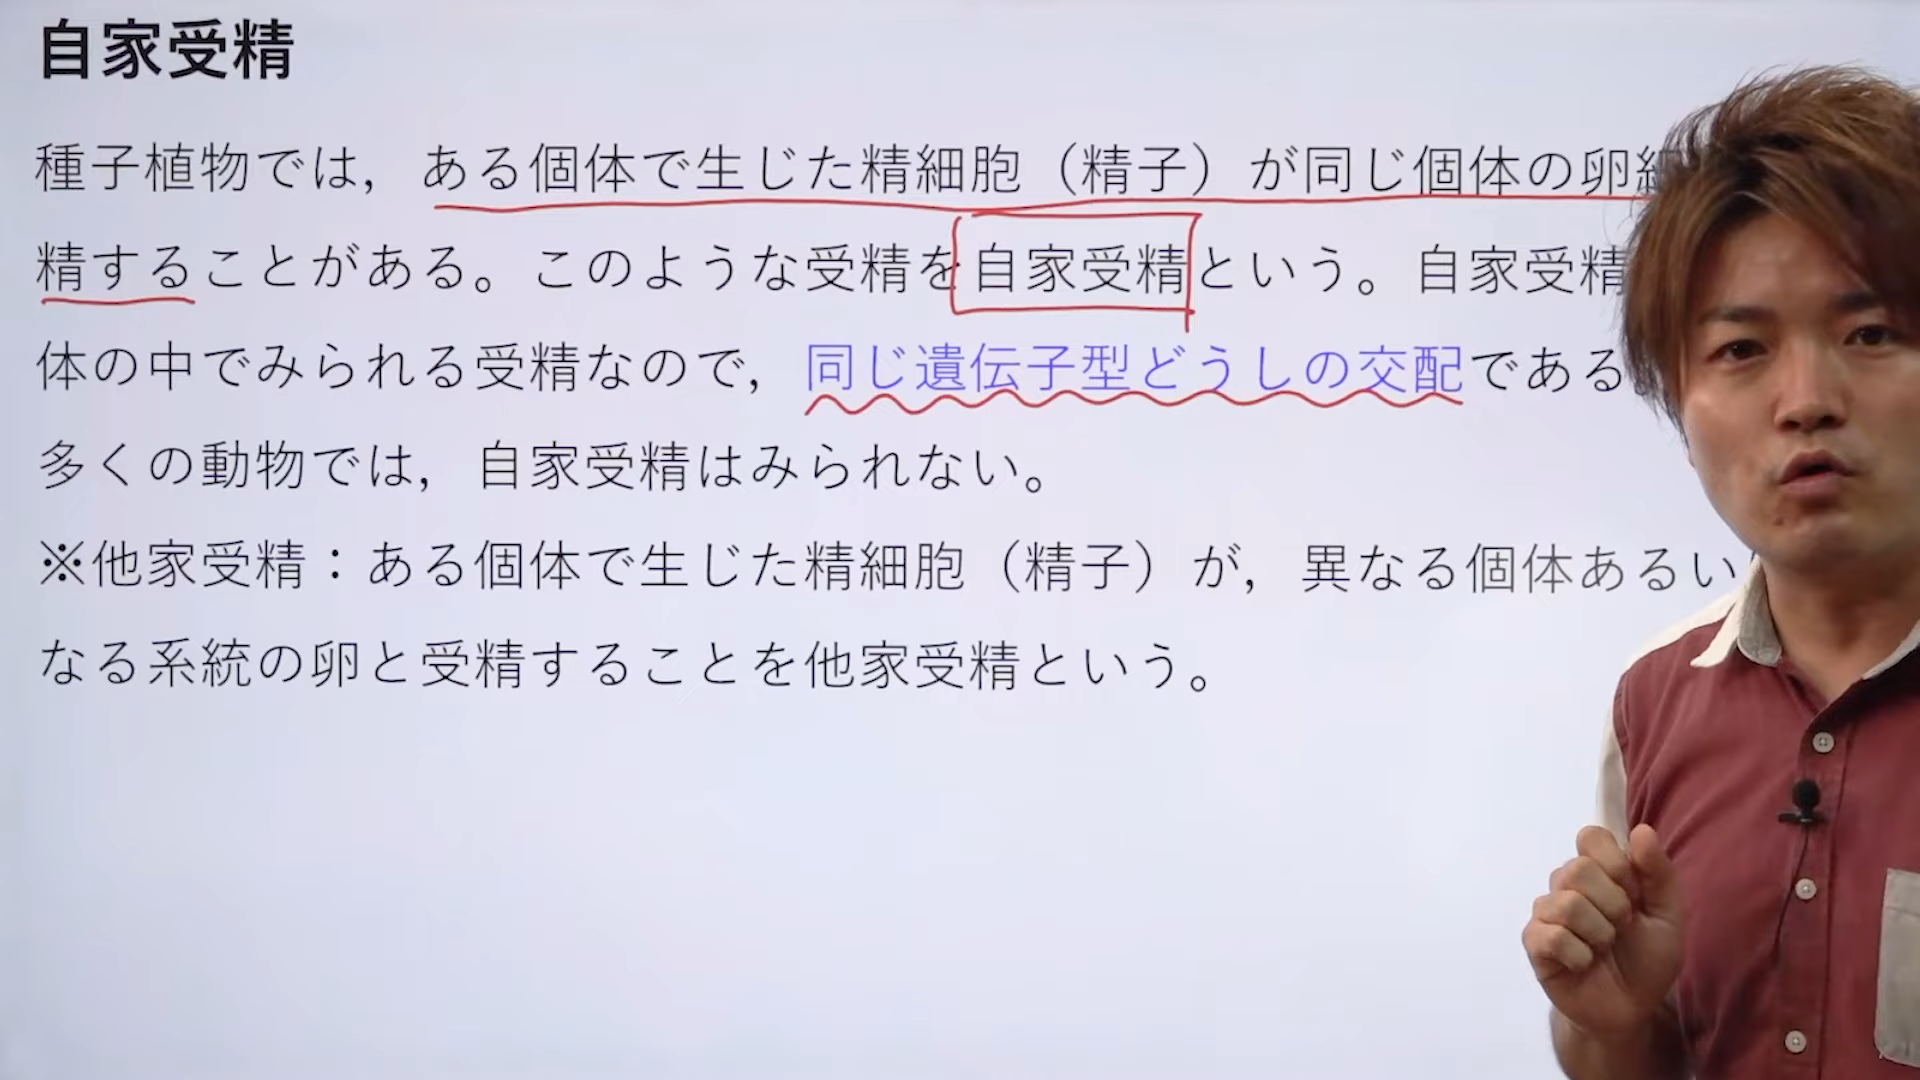 自家受精
種子植物では，ある個体で生じた精細胞（精子）が同じ個体の卵細
精することがある。このような受精を自家受精という。自家受精
体の中でみられる受精なので，同じ遺伝子型どうしの交配である
多くの動物では，自家受精はみられない。
※他家受精：ある個体で生じた精細胞（精子）が，異なる個体あるい
なる系統の卵と受精することを他家受精という。